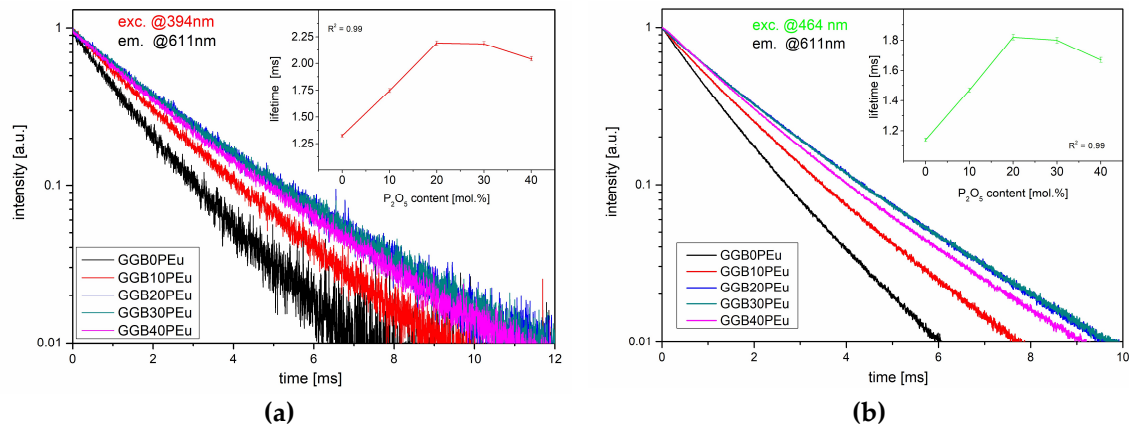 exc. @394nm
em. @611nm
R² = 0.99
lifetime [ms]
2.25
2.00
1.75
1.50
1.25
0 10 20 30 40
P₂O₅ content [mol.%]
intensity [a.u.]
1
0.1
0.01
GGB0PEu
GGB10PEu
GGB20PEu
GGB30PEu
GGB40PEu
0 2 4 6 8 10 12
time [ms]
(a)
exc. @464 nm
em. @611nm
lifetime [ms]
1.8
1.6
1.4
1.2
R² = 0.99
0 10 20 30 40
P₂O₅ content [mol.%]
intensity [a.u.]
1
0.1
0.01
GGB0PEu
GGB10PEu
GGB20PEu
GGB30PEu
GGB40PEu
0 2 4 6 8 10
time [ms]
(b)